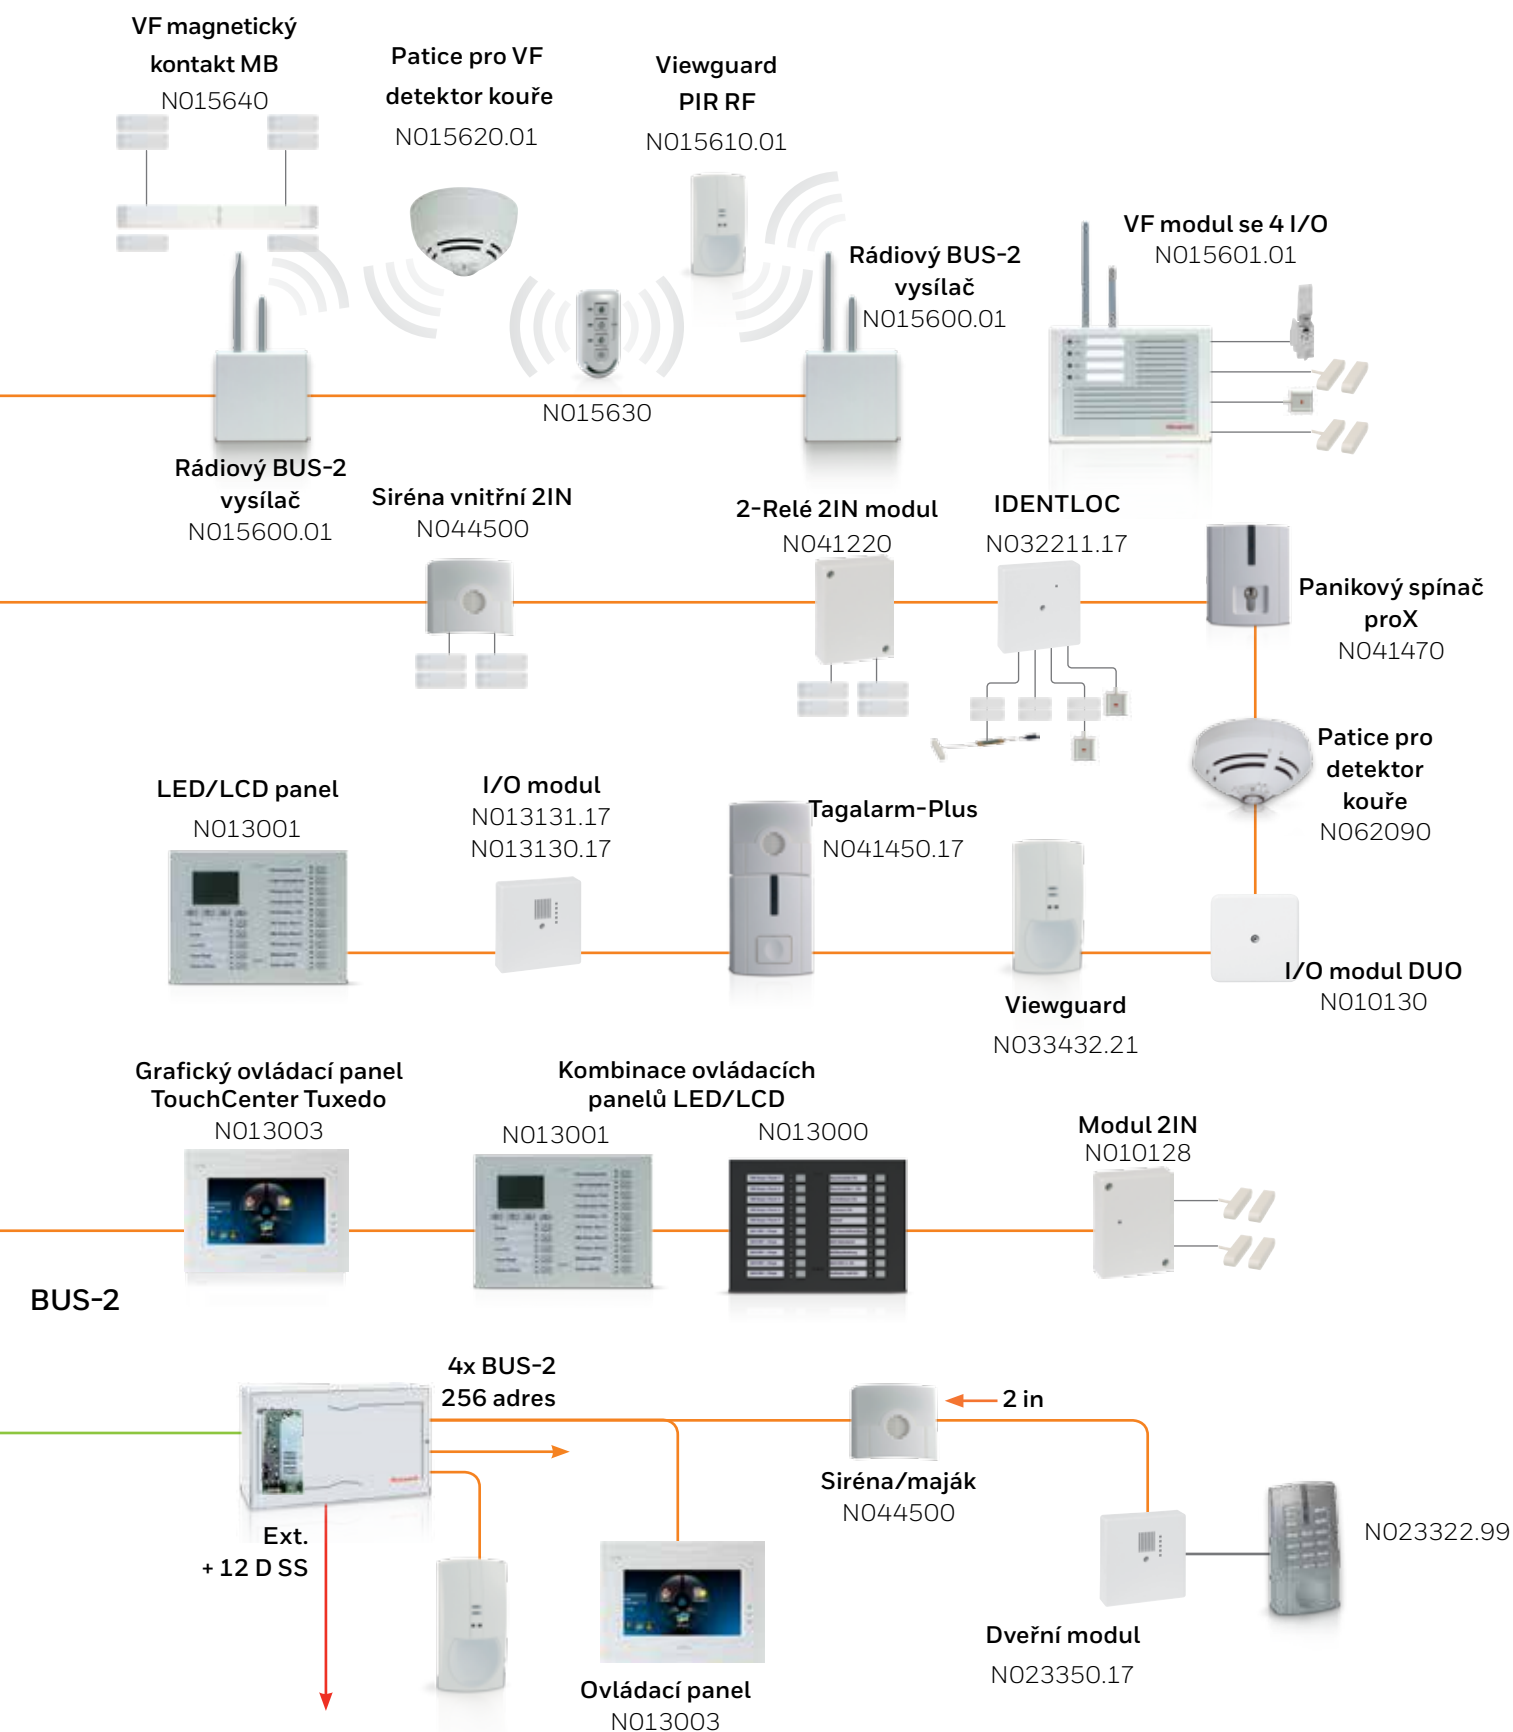 VF magnetický
kontakt MB
N015640
Patice pro VF
detektor kouře
N015620.01
Viewguard
PIR RF
N015610.01
VF modul se 4 I/O
N015601.01
Rádiový BUS-2
vysílač
N015600.01
N015630
Rádiový BUS-2
vysílač
N015600.01
Siréna vnitřní 2IN
N044500
2-Relé 2IN modul
N041220
IDENTLOC
N032211.17
Panikový spínač
proX
N041470
Patice pro
detektor
kouře
N062090
LED/LCD panel
N013001
I/O modul
N013131.17
N013130.17
Tagalarm-Plus
N041450.17
Viewguard
N033432.21
I/O modul DUO
N010130
Grafický ovládací panel
TouchCenter Tuxedo
N013003
Kombinace ovládacích
panelů LED/LCD
N013001
N013000
Modul 2IN
N010128
BUS-2
4x BUS-2
256 adres
2 in
Siréna/maják
N044500
Ext.
+ 12 D SS
N023322.99
Dveřní modul
N023350.17
Ovládací panel
N013003